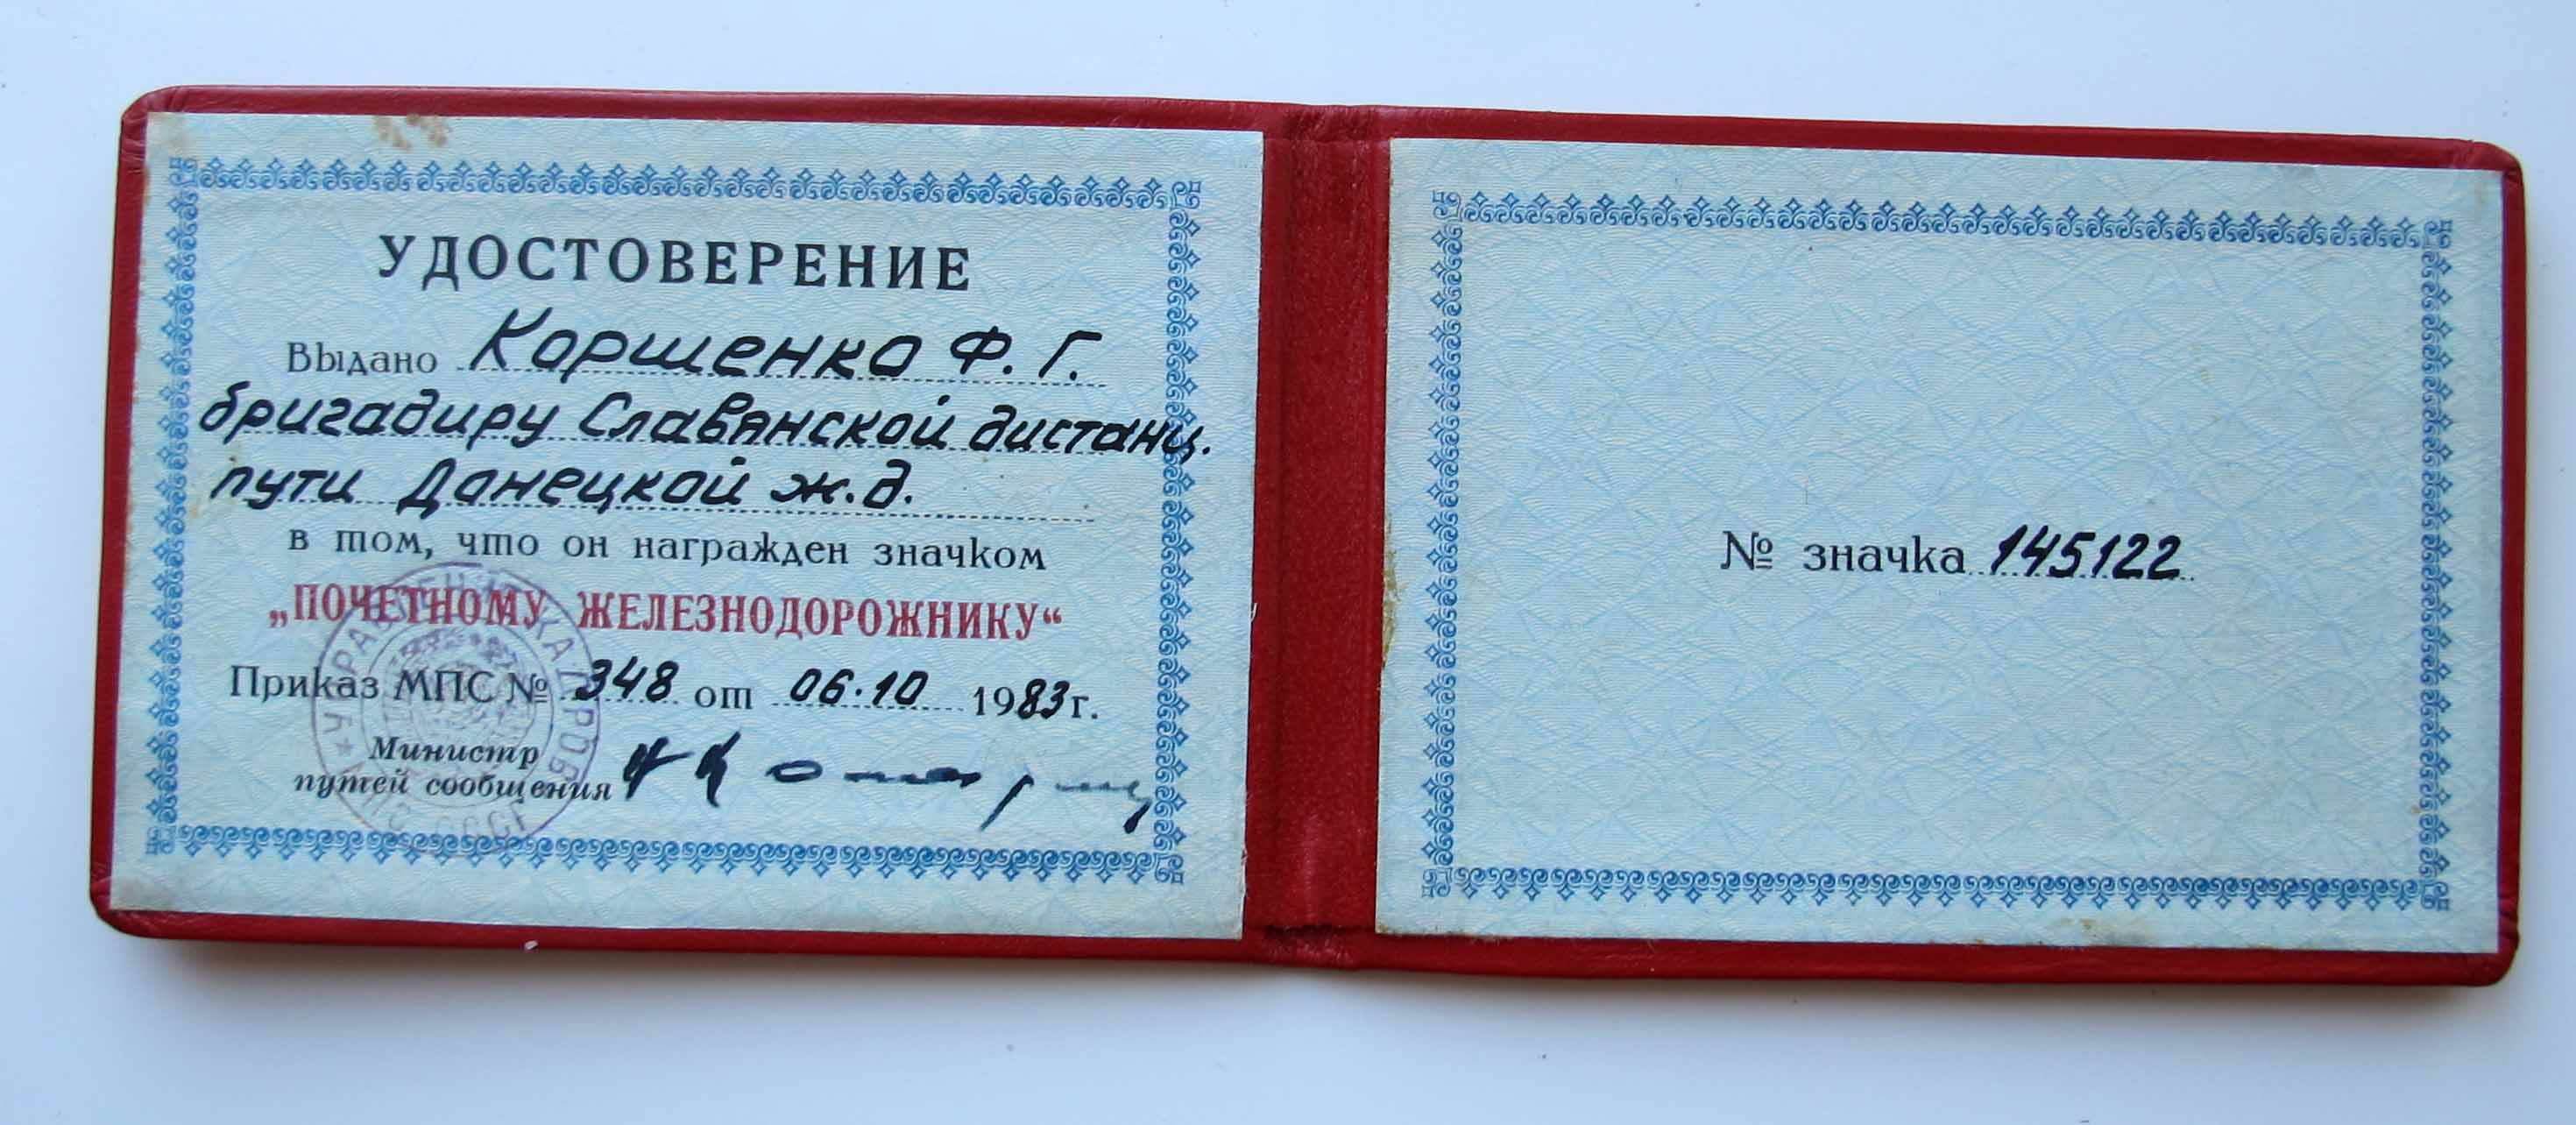 УДОСТОВЕРЕНИЕ
Выдано Коршенко Ф. Г.
бригадиру Славянской дистанц.
пути Донецкой ж.д.
в том, что он награжден значком
„ПОЧЕТНОМУ ЖЕЛЕЗНОДОРОЖНИКУ“
Приказ МПС № 348 от 06.10 1983 г.
Министр
путей сообщения
№ значка 145122